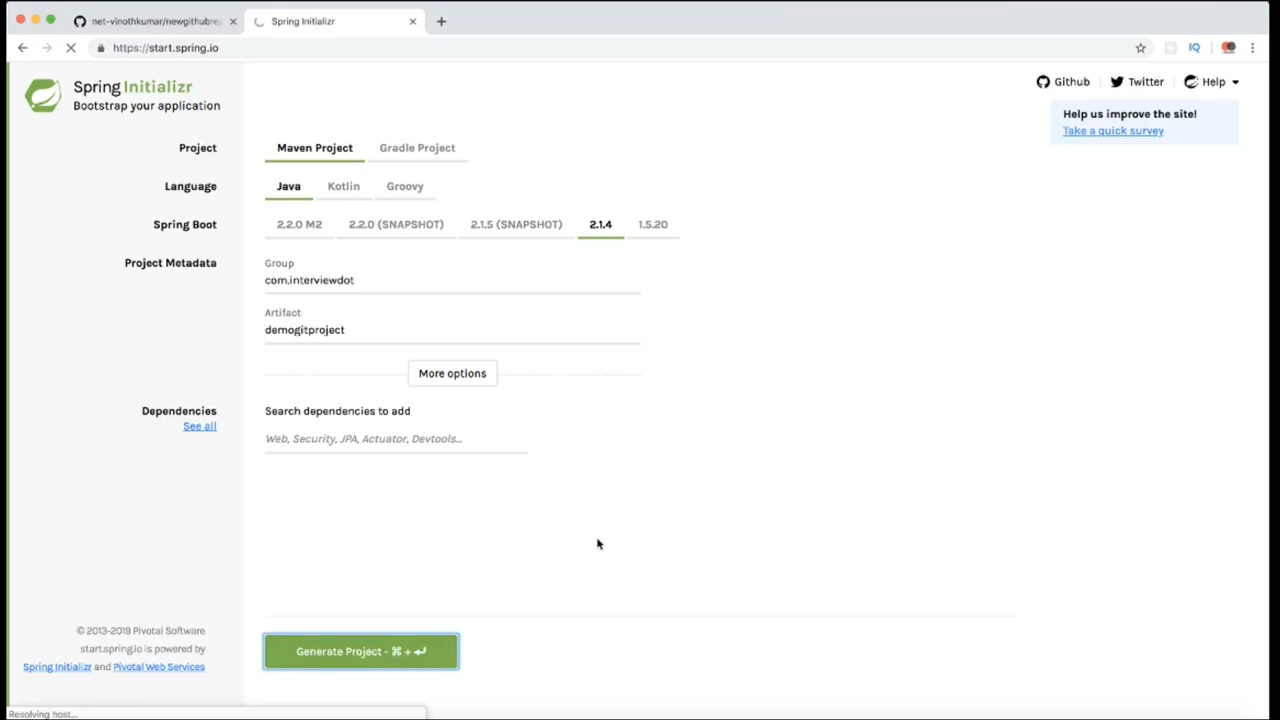 net-vinothkumar/newgithubre
Spring Initializr
https://start.spring.io
IQ
Spring Initializr
Bootstrap your application
Github
Twitter
Help
Help us improve the site!
Take a quick survey
Project
Maven Project
Gradle Project
Language
Java
Kotlin
Groovy
Spring Boot
2.2.0 M2
2.2.0 (SNAPSHOT)
2.1.5 (SNAPSHOT)
2.1.4
1.5.20
Project Metadata
Group
com.interviewdot
Artifact
demogitproject
More options
Dependencies
See all
Search dependencies to add
Web, Security, JPA, Actuator, Devtools...
© 2013-2019 Pivotal Software
start.spring.io is powered by
Spring Initializr and Pivotal Web Services
Generate Project - ⌘ + ↵
Resolving host...